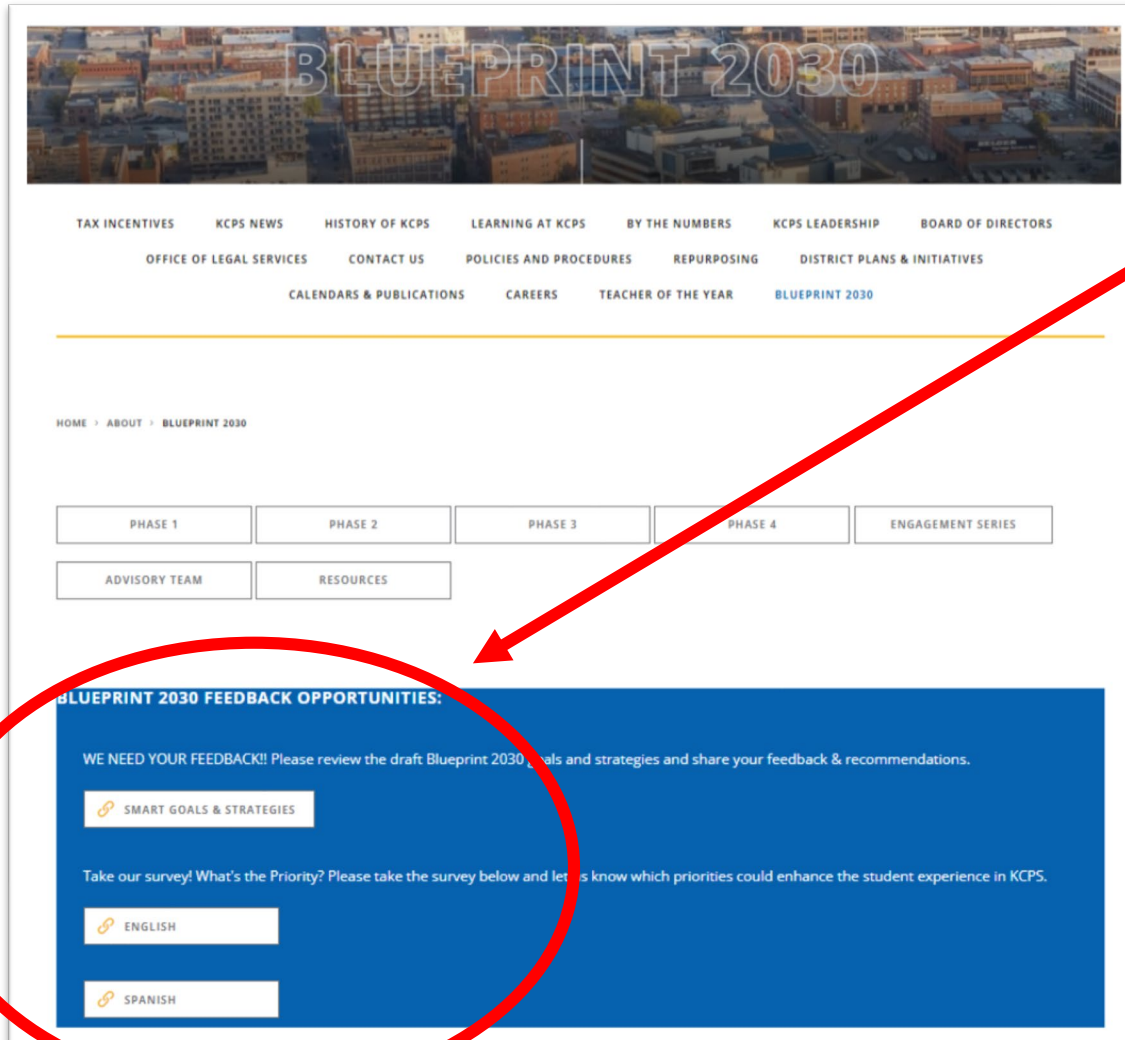 BLUEPRINT 2030
TAX INCENTIVES KCPS NEWS HISTORY OF KCPS LEARNING AT KCPS BY THE NUMBERS KCPS LEADERSHIP BOARD OF DIRECTORS
OFFICE OF LEGAL SERVICES CONTACT US POLICIES AND PROCEDURES REPURPOSING DISTRICT PLANS & INITIATIVES
CALENDARS & PUBLICATIONS CAREERS TEACHER OF THE YEAR BLUEPRINT 2030
HOME > ABOUT > BLUEPRINT 2030
PHASE 1 PHASE 2 PHASE 3 PHASE 4 ENGAGEMENT SERIES
ADVISORY TEAM RESOURCES
BLUEPRINT 2030 FEEDBACK OPPORTUNITIES:
WE NEED YOUR FEEDBACK!! Please review the draft Blueprint 2030 goals and strategies and share your feedback & recommendations.
SMART GOALS & STRATEGIES
Take our survey! What's the Priority? Please take the survey below and let us know which priorities could enhance the student experience in KCPS.
ENGLISH
SPANISH